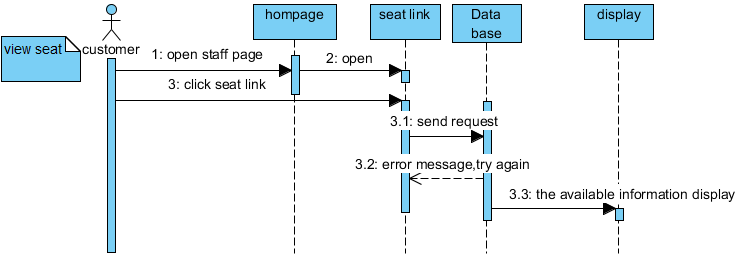 hompage
seat link
Data
base
display
view seat
customer
1: open staff page
2: open
3: click seat link
3.1: send request
3.2: error message,try again
3.3: the available information display